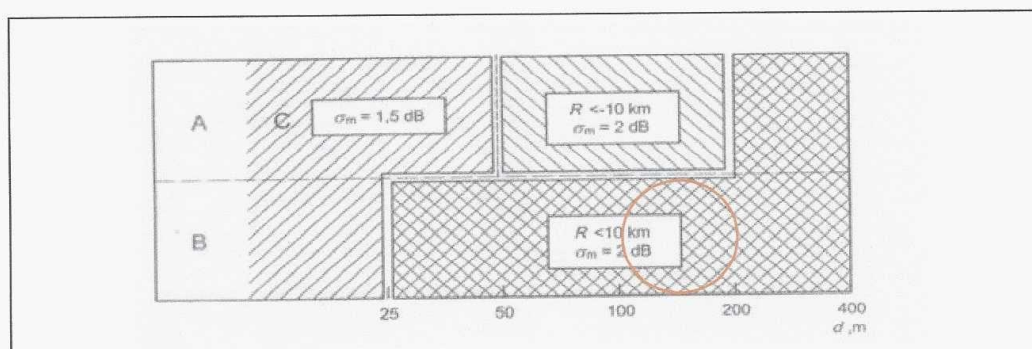 A
C
σm = 1,5 dB
R <-10 km
σm = 2 dB
B
R <10 km
σm = 2 dB
25
50
100
200
400
d ,m